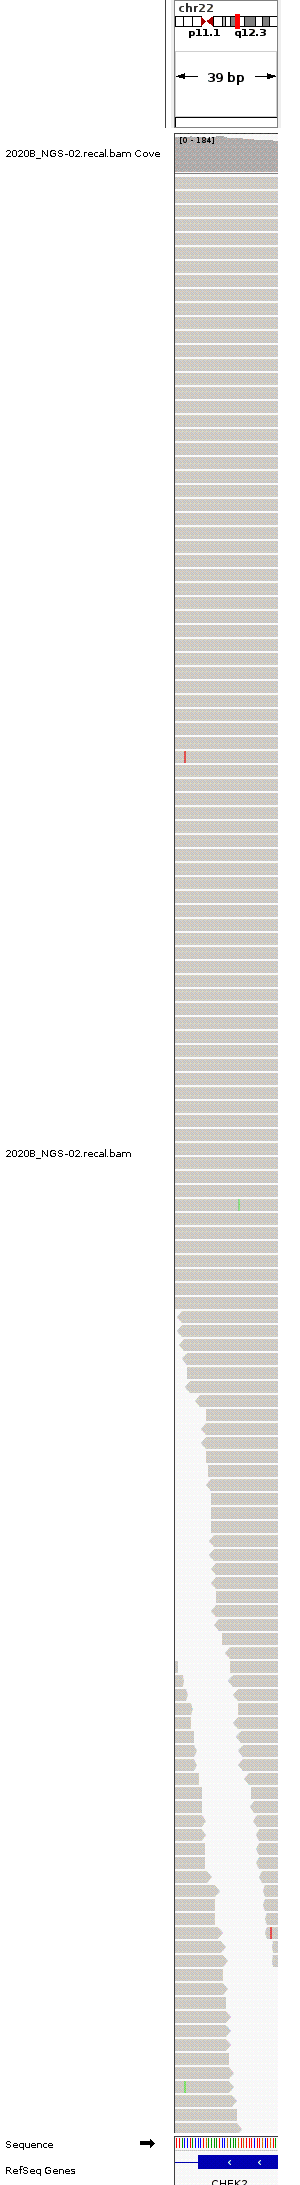 chr22
p11.1 q12.3
39 bp
[0 - 184]
2020B_NGS-02.recal.bam Cove
2020B_NGS-02.recal.bam
Sequence
RefSeq Genes
CHEK2